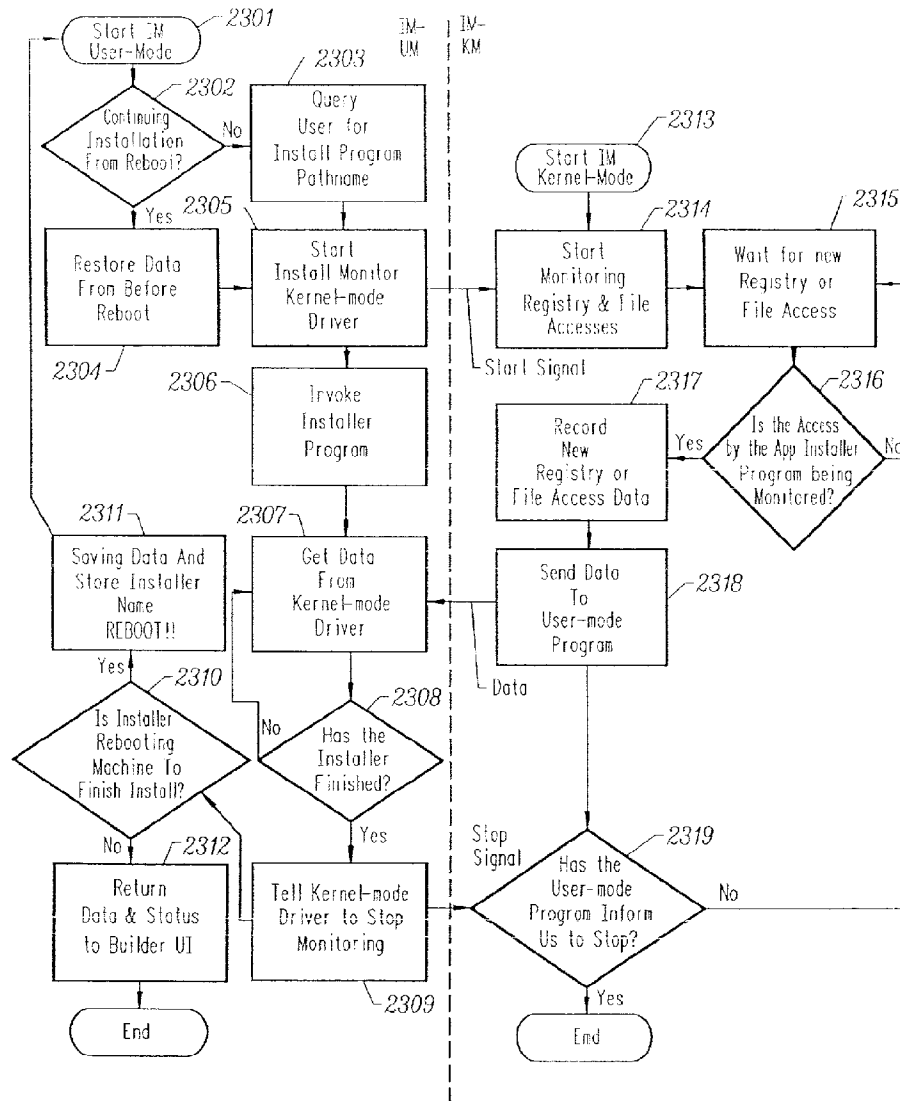 Start IM
User-Mode
2301
IM-
UM
IM-
KM
2302
Continuing
Installation
From Reboot?
No
Yes
2303
Query
User for
Install Program
Pathname
2304
Restore Data
From Before
Reboot
2305
Start
Install Monitor
Kernel-mode
Driver
Start Signal
2306
Invoke
Installer
Program
2307
Get Data
From
Kernel-mode
Driver
Data
2308
Has the
Installer
Finished?
No
Yes
2309
Tell Kernel-mode
Driver to Stop
Monitoring
Stop
Signal
2310
Is Installer
Rebooting
Machine To
Finish Install?
Yes
No
2311
Saving Data And
Store Installer
Name
REBOOT!!
2312
Return
Data & Status
to Builder UI
End
2313
Start IM
Kernel-Mode
2314
Start
Monitoring
Registry & File
Accesses
2315
Wait for new
Registry or
File Access
2316
Is the Access
by the App Installer
Program being
Monitored?
Yes
No
2317
Record
New
Registry or
File Access Data
2318
Send Data
To
User-mode
Program
2319
Has the
User-mode
Program Inform
Us to Stop?
No
Yes
End